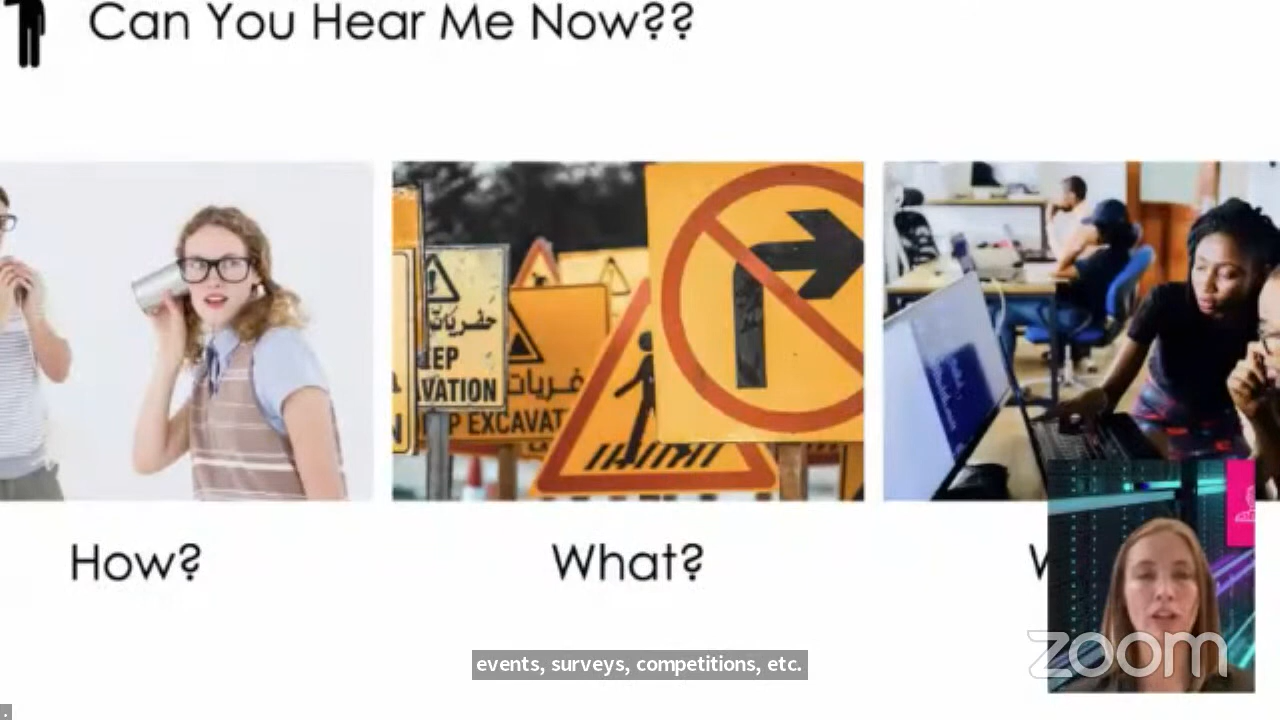 Can You Hear Me Now??
حفريات
EEP
AVATION
غريات
EP EXCAVAT
How?
What?
W
events, surveys, competitions, etc.
zoom
.